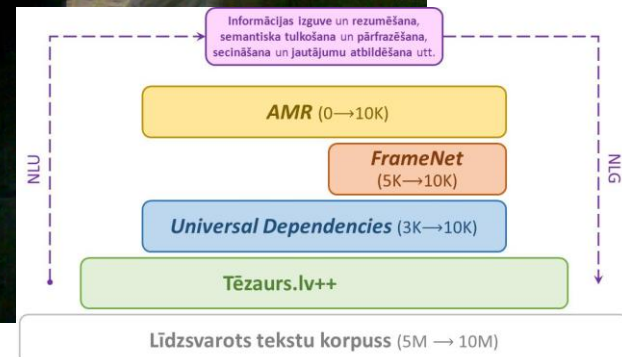 Informācijas izguve un rezumēšana,
semantiska tulkošana un pārfrazēšana,
secināšana un jautājumu atbildēšana utt.
NLU
NLG
AMR (0⟶10K)
FrameNet
(5K⟶10K)
Universal Dependencies (3K⟶10K)
Tēzaurs.lv++
Līdzsvarots tekstu korpuss (5M ⟶ 10M)